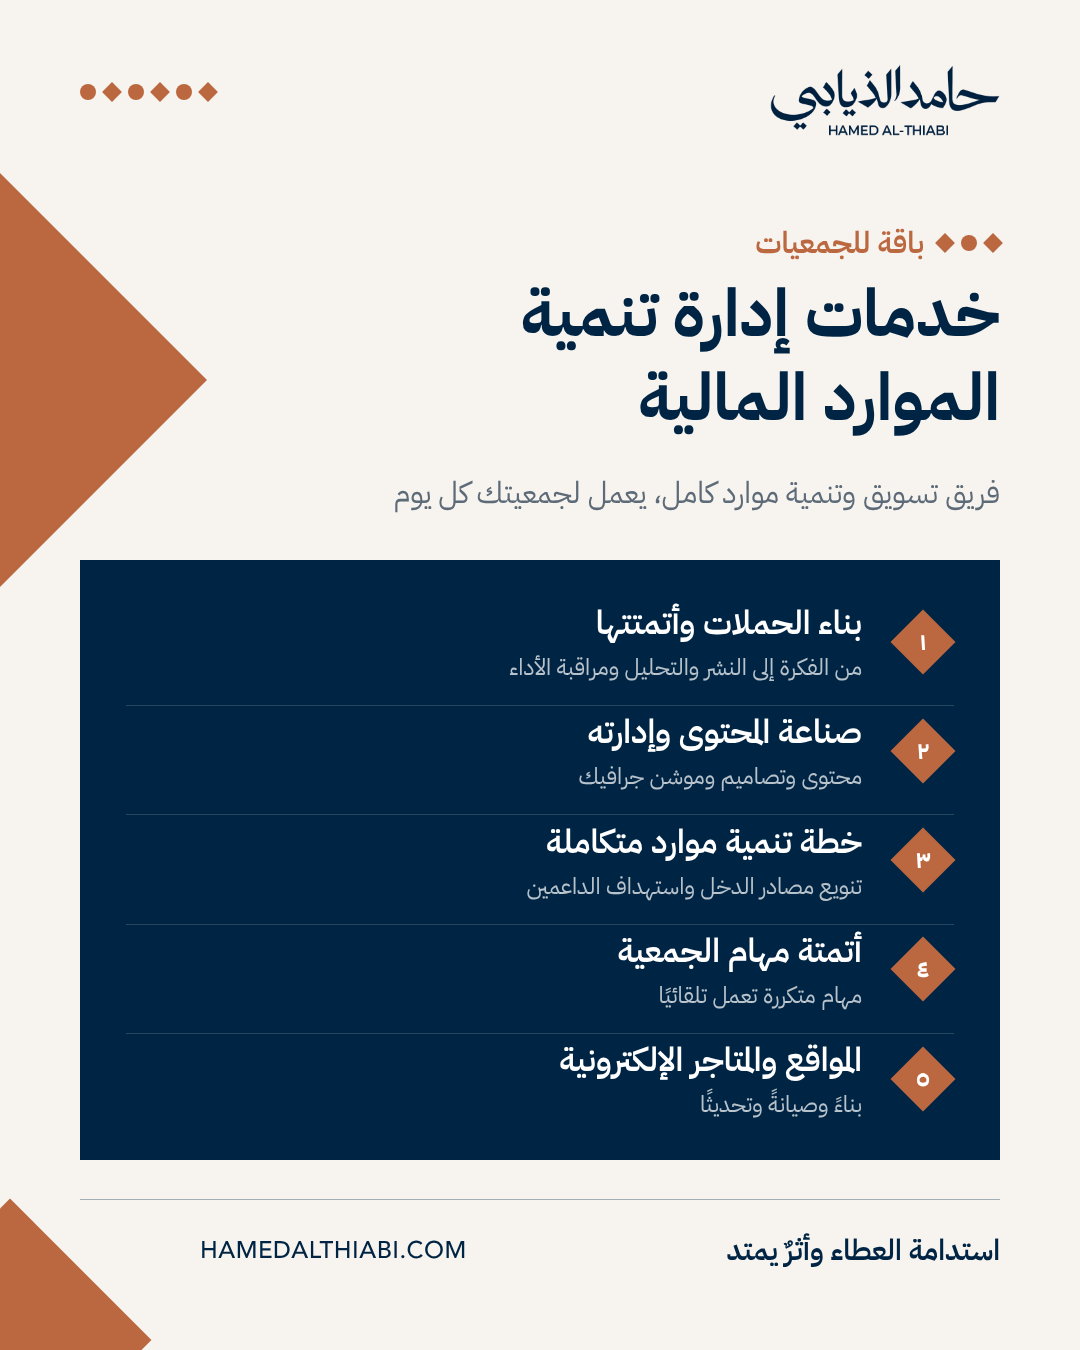 حامد الذيابي
HAMED AL-THIABI
باقة للجمعيات
خدمات إدارة تنمية
الموارد المالية
فريق تسويق وتنمية موارد كامل، يعمل لجمعيتك كل يوم
١
بناء الحملات وأتمتتها
من الفكرة إلى النشر والتحليل ومراقبة الأداء
٢
صناعة المحتوى وإدارته
محتوى وتصاميم وموشن جرافيك
٣
خطة تنمية موارد متكاملة
تنويع مصادر الدخل واستهداف الداعمين
٤
أتمتة مهام الجمعية
مهام متكررة تعمل تلقائيًا
٥
المواقع والمتاجر الإلكترونية
بناءً وصيانةً وتحديثًا
استدامة العطاء وأثرٌ يمتد
HAMEDALTHIABI.COM